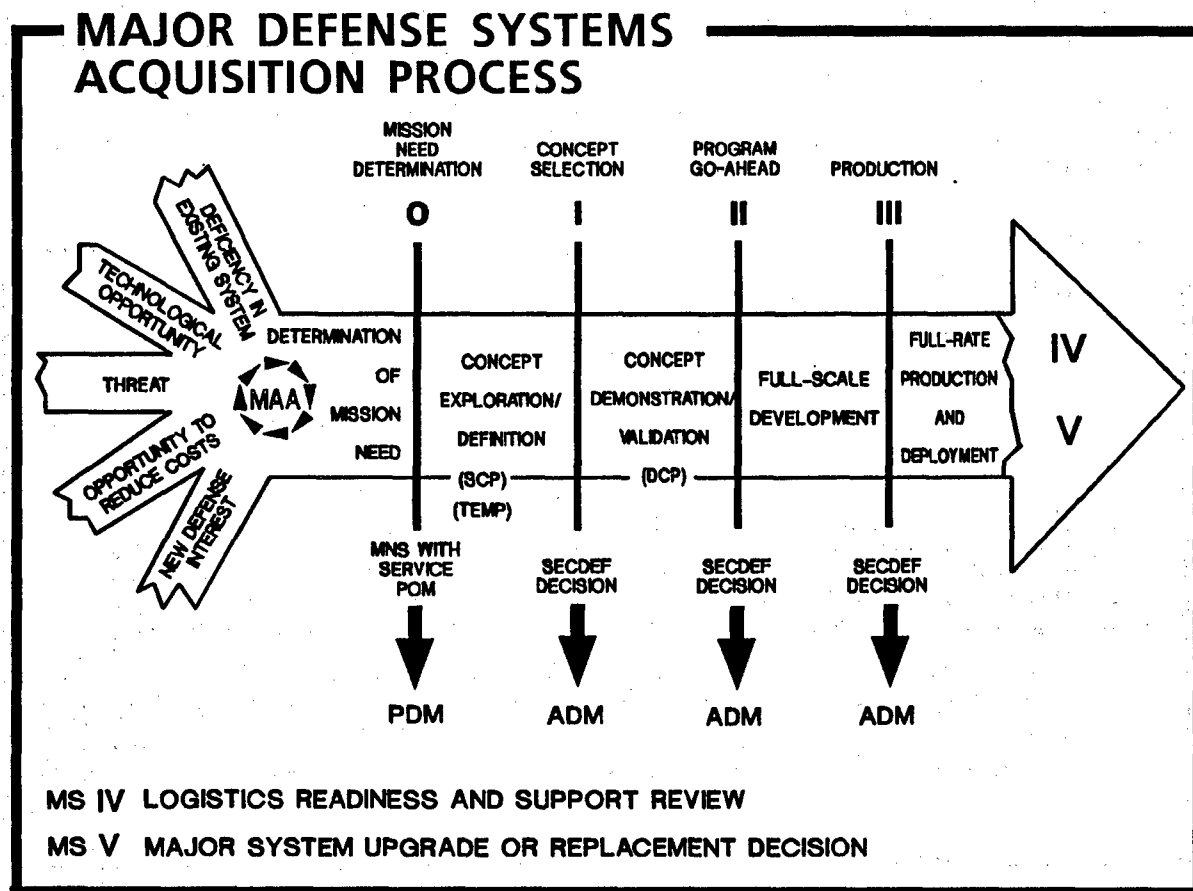 MAJOR DEFENSE SYSTEMS
ACQUISITION PROCESS
MISSION
NEED
DETERMINATION
0
CONCEPT
SELECTION
I
PROGRAM
GO-AHEAD
II
PRODUCTION
III
DEFICIENCY IN
EXISTING SYSTEM
TECHNOLOGICAL
OPPORTUNITY
THREAT
OPPORTUNITY TO
REDUCE COSTS
NEW DEFENSE
INTEREST
MAA
DETERMINATION
OF
MISSION
NEED
CONCEPT
EXPLORATION/
DEFINITION
(SCP)
(TEMP)
CONCEPT
DEMONSTRATION/
VALIDATION
(DCP)
FULL-SCALE
DEVELOPMENT
FULL-RATE
PRODUCTION
AND
DEPLOYMENT
IV
V
MNS WITH
SERVICE
POM
PDM
SECDEF
DECISION
ADM
SECDEF
DECISION
ADM
SECDEF
DECISION
ADM
MS IV LOGISTICS READINESS AND SUPPORT REVIEW
MS V MAJOR SYSTEM UPGRADE OR REPLACEMENT DECISION